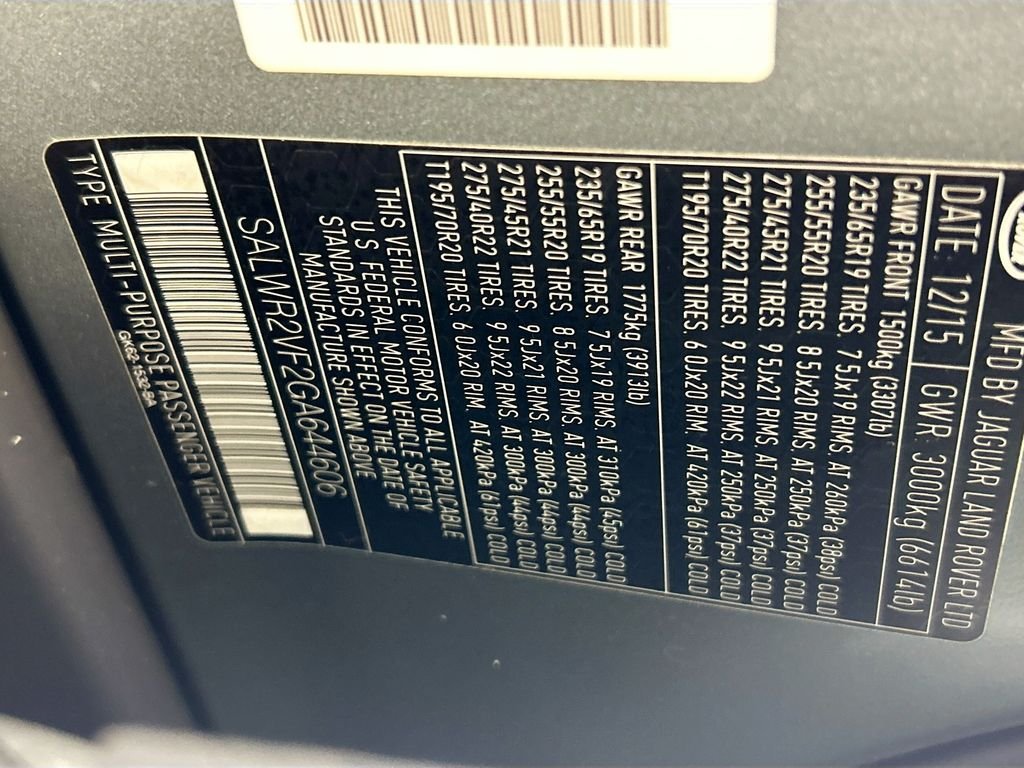 MFD BY JAGUAR LAND ROVER LTD
DATE: 12/15 GWR: 3000kg (6614lb)
GAWR FRONT 1500kg (3307lb)
235/65R19 TIRES. 7.5Jx19 RIMS AT 260kPa (38psi) COLD
255/55R20 TIRES 8.5Jx20 RIMS AT 250kPa (37psi) COLD
275/45R21 TIRES 9.5Jx21 RIMS AT 250kPa (37psi) COLD
275/40R22 TIRES 9.5Jx22 RIMS AT 250kPa (37psi) COLD
T195/70R20 TIRES 6.0Jx20 RIM. AT 420kPa (61psi) COLD
GAWR REAR 1775kg (3913lb)
235/65R19 TIRES 7.5Jx19 RIMS AT 310kPa (45psi) COLD
255/55R20 TIRES. 8.5Jx20 RIMS AT 300kPa (44psi) COLD
275/45R21 TIRES. 9.5Jx21 RIMS AT 300kPa (44psi) COLD
275/40R22 TIRES. 9.5Jx22 RIMS. AT 300kPa (44psi) COLD
T195/70R20 TIRES 6.0Jx20 RIM. AT 420kPa (61psi) COLD
THIS VEHICLE CONFORMS TO ALL APPLICABLE
U.S. FEDERAL MOTOR VEHICLE SAFETY
STANDARDS IN EFFECT ON THE DATE OF
MANUFACTURE SHOWN ABOVE
SALWR2VF2GA646606
TYPE MULTI-PURPOSE PASSENGER VEHICLE